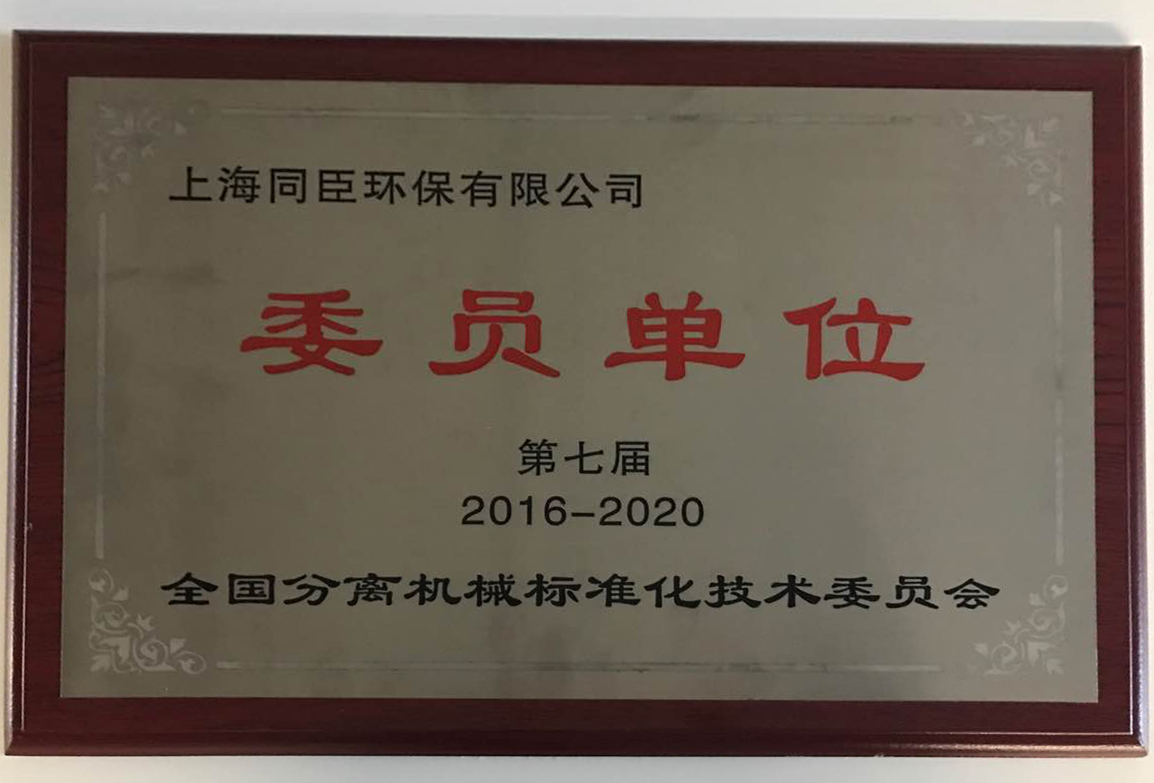 上海同臣环保有限公司
委员单位
第七届
2016-2020
全国分离机械标准化技术委员会